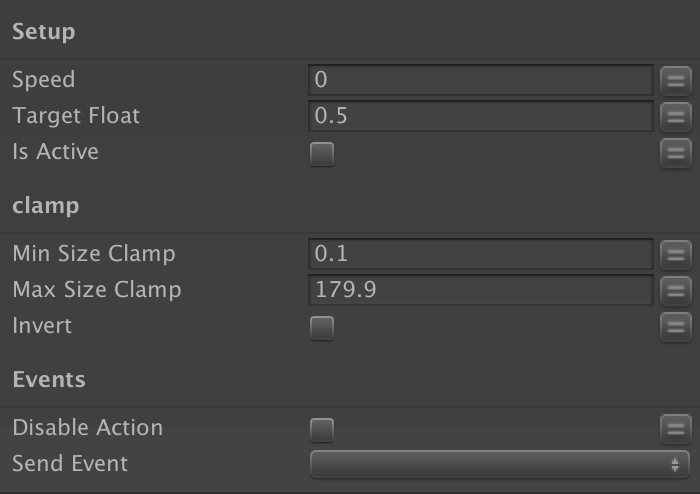 Setup
Speed 0
Target Float 0.5
Is Active
clamp
Min Size Clamp 0.1
Max Size Clamp 179.9
Invert
Events
Disable Action
Send Event